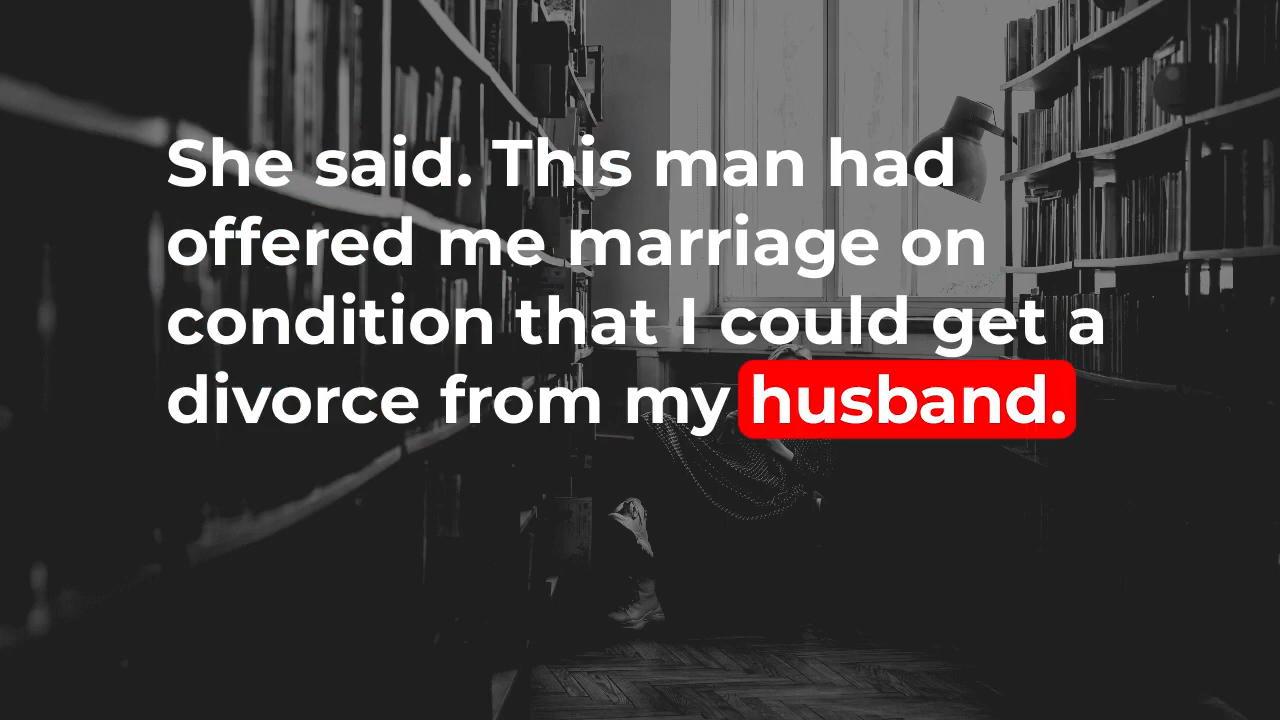 She said. This man had
offered me marriage on
condition that I could get a
divorce from my husband.